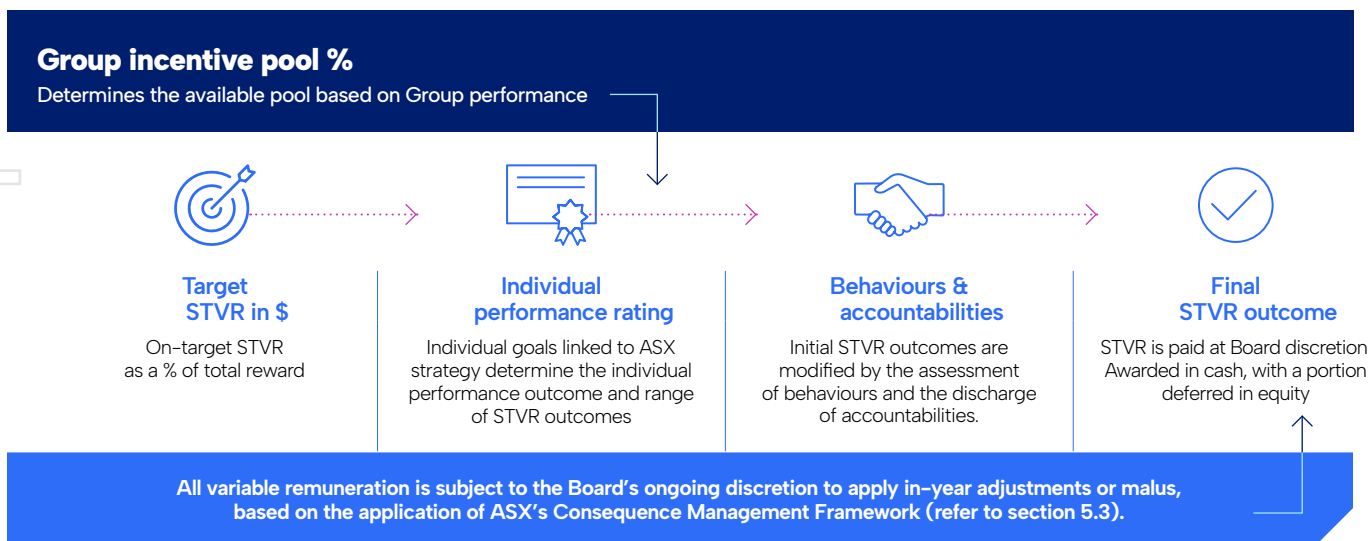 Group incentive pool %
Determines the available pool based on Group performance
Target
STVR in $
On-target STVR
as a % of total reward
Individual
performance rating
Individual goals linked to ASX
strategy determine the individual
performance outcome and range
of STVR outcomes
Behaviours &
accountabilities
Initial STVR outcomes are
modified by the assessment
of behaviours and the discharge
of accountabilities.
Final
STVR outcome
STVR is paid at Board discretion
Awarded in cash, with a portion
deferred in equity
All variable remuneration is subject to the Board's ongoing discretion to apply in-year adjustments or malus,
based on the application of ASX's Consequence Management Framework (refer to section 5.3).